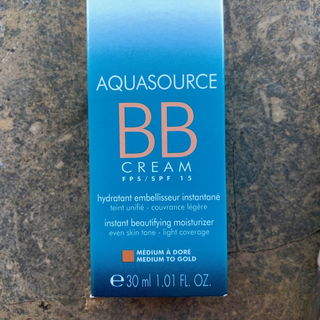 AQUASOURCE
BB
CREAM
FPS/SPF 15
hydratant embellisseur instantané
teint unifié - couvrance légère
instant beautifying moisturizer
even skin tone - light coverage
MÉDIUM À DORÉ
MEDIUM TO GOLD
℮ 30 ml 1.01 FL. OZ.